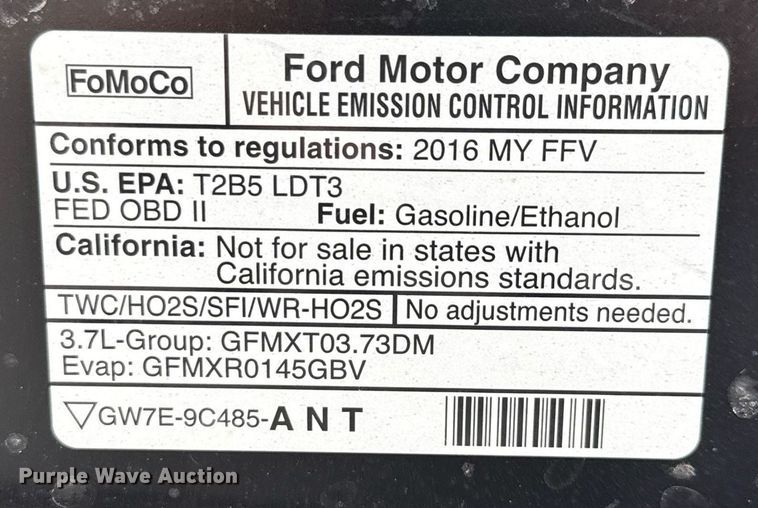 FoMoCo
Ford Motor Company
VEHICLE EMISSION CONTROL INFORMATION
Conforms to regulations: 2016 MY FFV
U.S. EPA: T2B5 LDT3
FED OBD II Fuel: Gasoline/Ethanol
California: Not for sale in states with
California emissions standards.
TWC/HO2S/SFI/WR-HO2S No adjustments needed.
3.7L-Group: GFMXT03.73DM
Evap: GFMXR0145GBV
GW7E-9C485-A N T
Purple Wave Auction